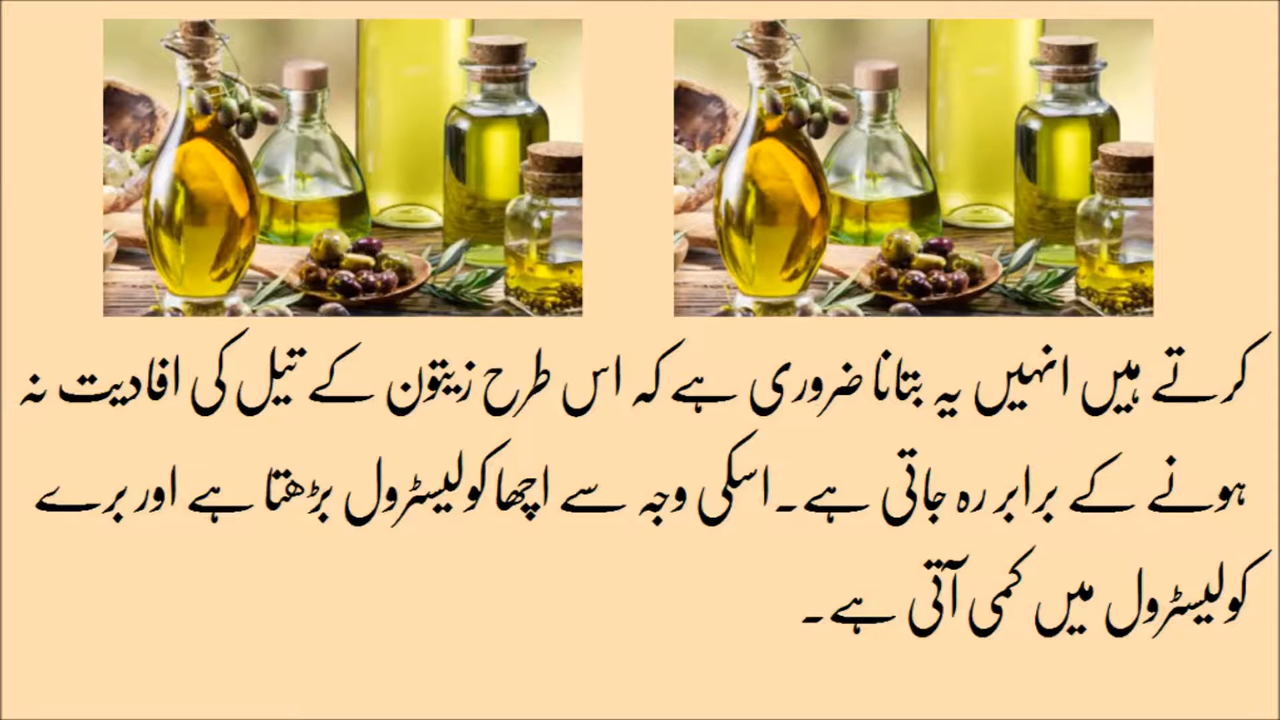 کرتے ہیں انہیں یہ بتانا ضروری ہے کہ اس طرح زیتون کے تیل کی افادیت نہ
ہونے کے برابر رہ جاتی ہے۔ اسکی وجہ سے اچھا کولیسٹرول بڑھتا ہے اور برے
کولیسٹرول میں کمی آتی ہے۔